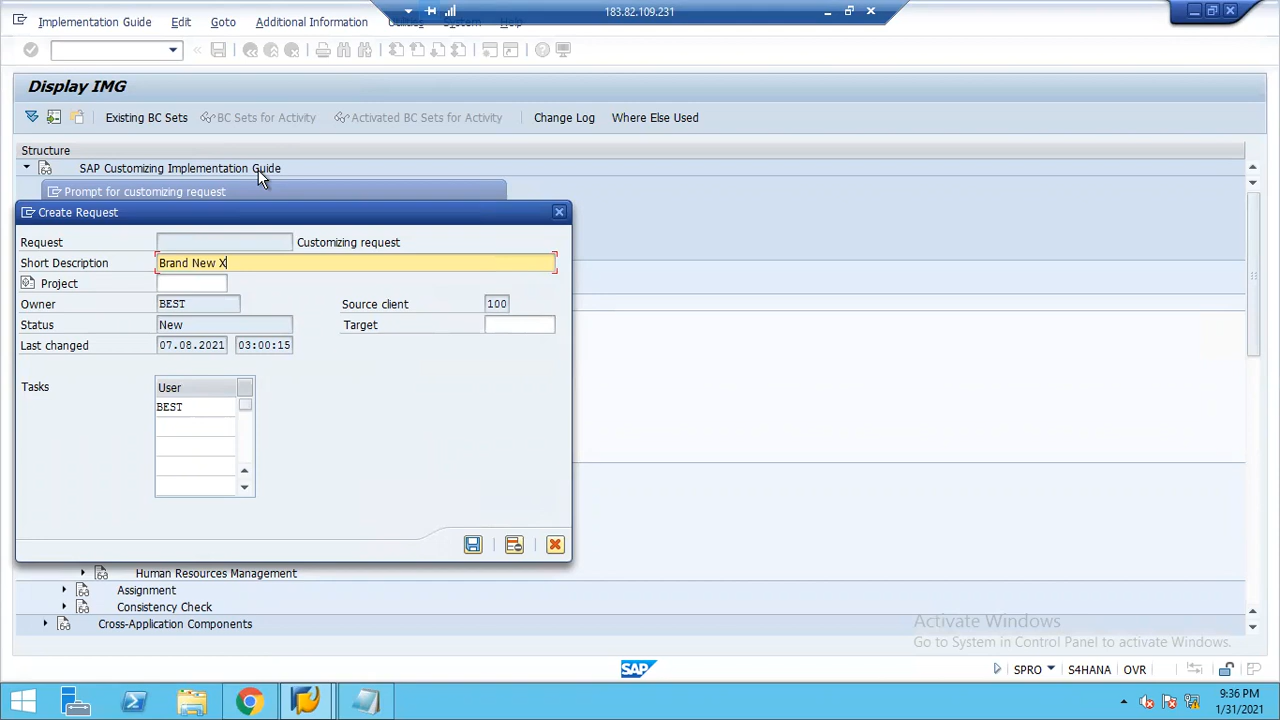 183.82.109.231
Implementation Guide Edit Goto Additional Information Utilities System Help
Display IMG
Existing BC Sets BC Sets for Activity Activated BC Sets for Activity Change Log Where Else Used
Structure
SAP Customizing Implementation Guide
Prompt for customizing request
Create Request
Request Customizing request
Short Description Brand New X
Project
Owner BEST Source client 100
Status New Target
Last changed 07.08.2021 03:00:15
Tasks User
BEST
Human Resources Management
Assignment
Consistency Check
Cross-Application Components
Activate Windows
Go to System in Control Panel to activate Windows.
SAP SPRO S4HANA OVR
9:36 PM
1/31/2021